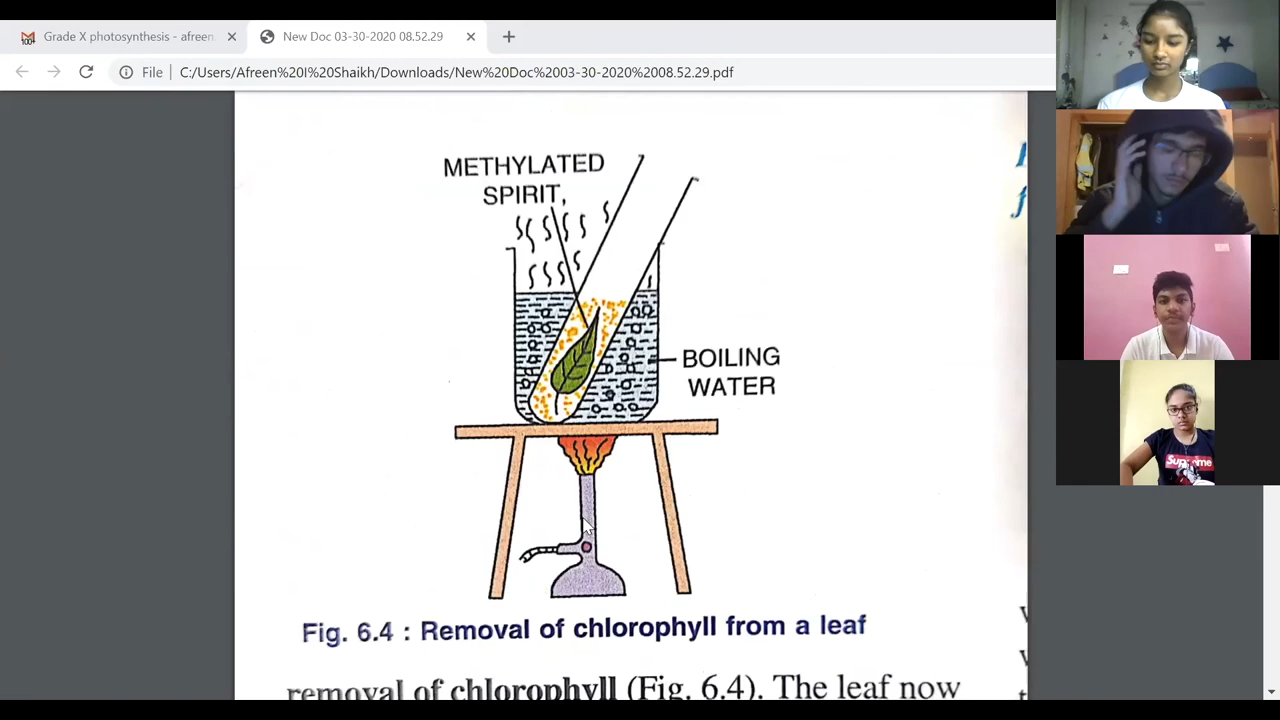 Grade X photosynthesis - afreen
New Doc 03-30-2020 08.52.29
File
C:/Users/Afreen%20I%20Shaikh/Downloads/New%20Doc%2003-30-2020%2008.52.29.pdf
METHYLATED
SPIRIT,
BOILING
WATER
Fig. 6.4 : Removal of chlorophyll from a leaf
removal of chlorophyll (Fig. 6.4). The leaf now
Supreme